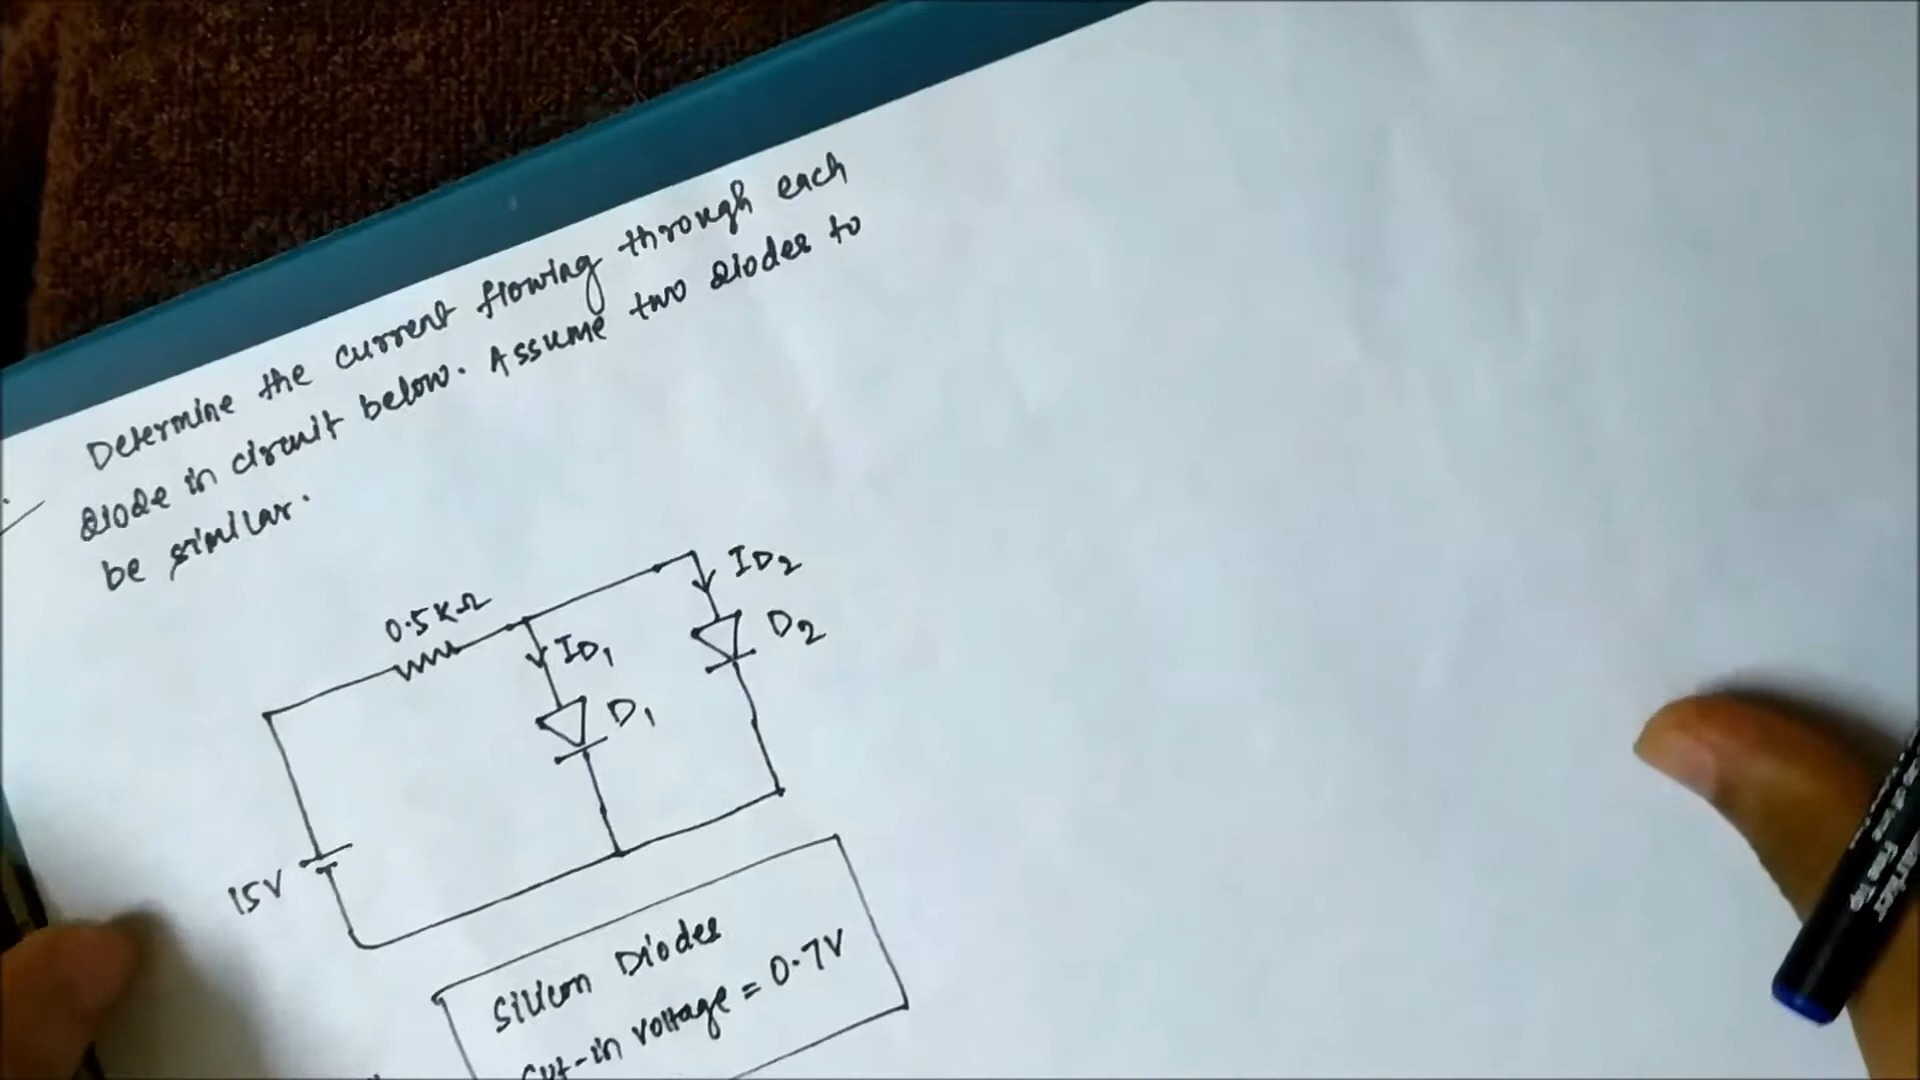 Determine the current flowing through each
diode in circuit below. Assume two diodes to
be similar.
0.5KΩ
ID1
D1
ID2
D2
15V
Silicon Diodes
cut-in voltage = 0.7V